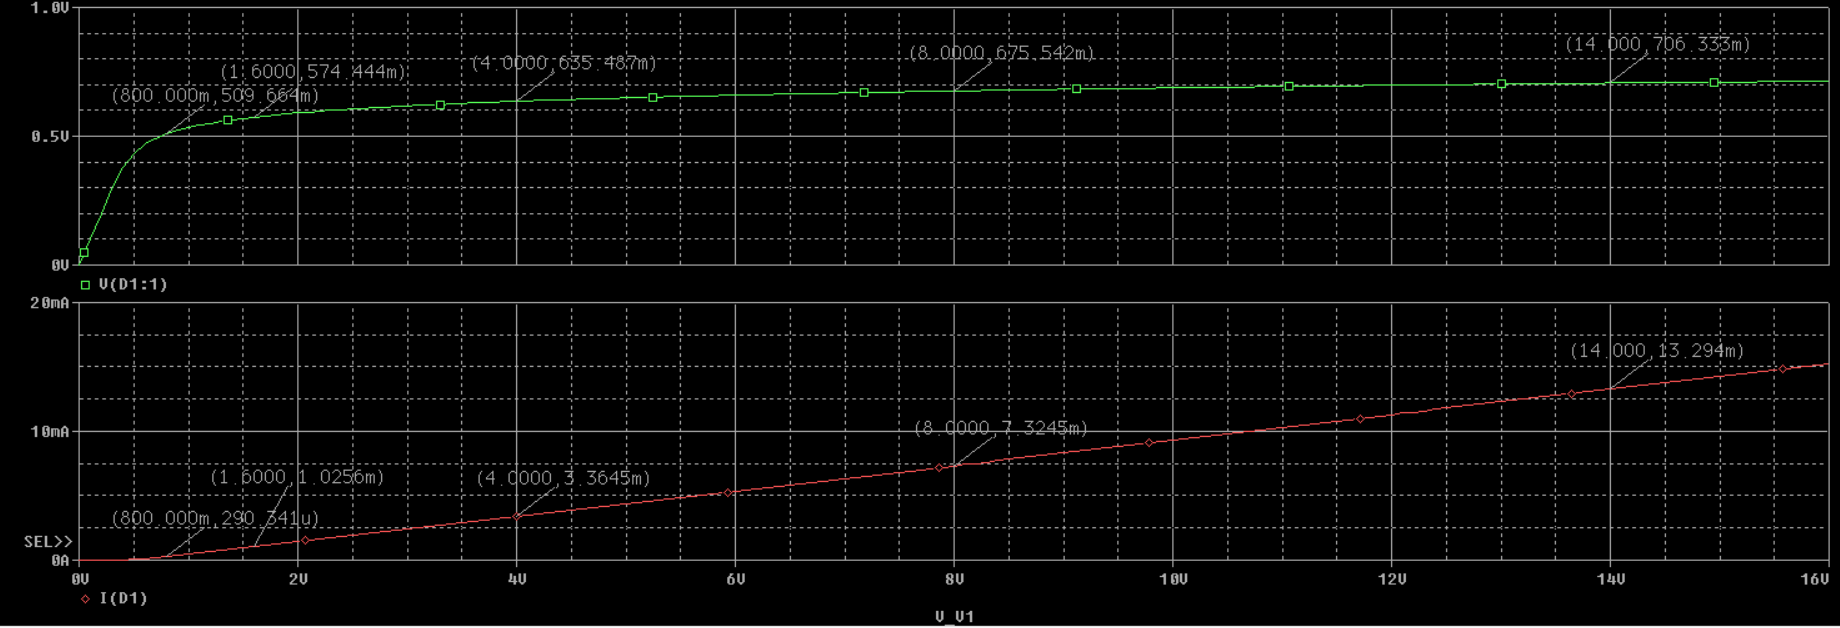 1.0V
(14.000,706.333m)
(8.0000,675.542m)
(4.0000,635.487m)
(1.6000,574.444m)
(800.000m,509.664m)
0.5V
0V
V(D1:1)
20mA
(14.000,13.294m)
10mA
(8.0000,7.3245m)
(1.6000,1.0256m)
(4.0000,3.3645m)
(800.000m,290.341u)
SEL>>
0A
0V 2V 4V 6V 8V 10V 12V 14V 16V
I(D1)
V_V1